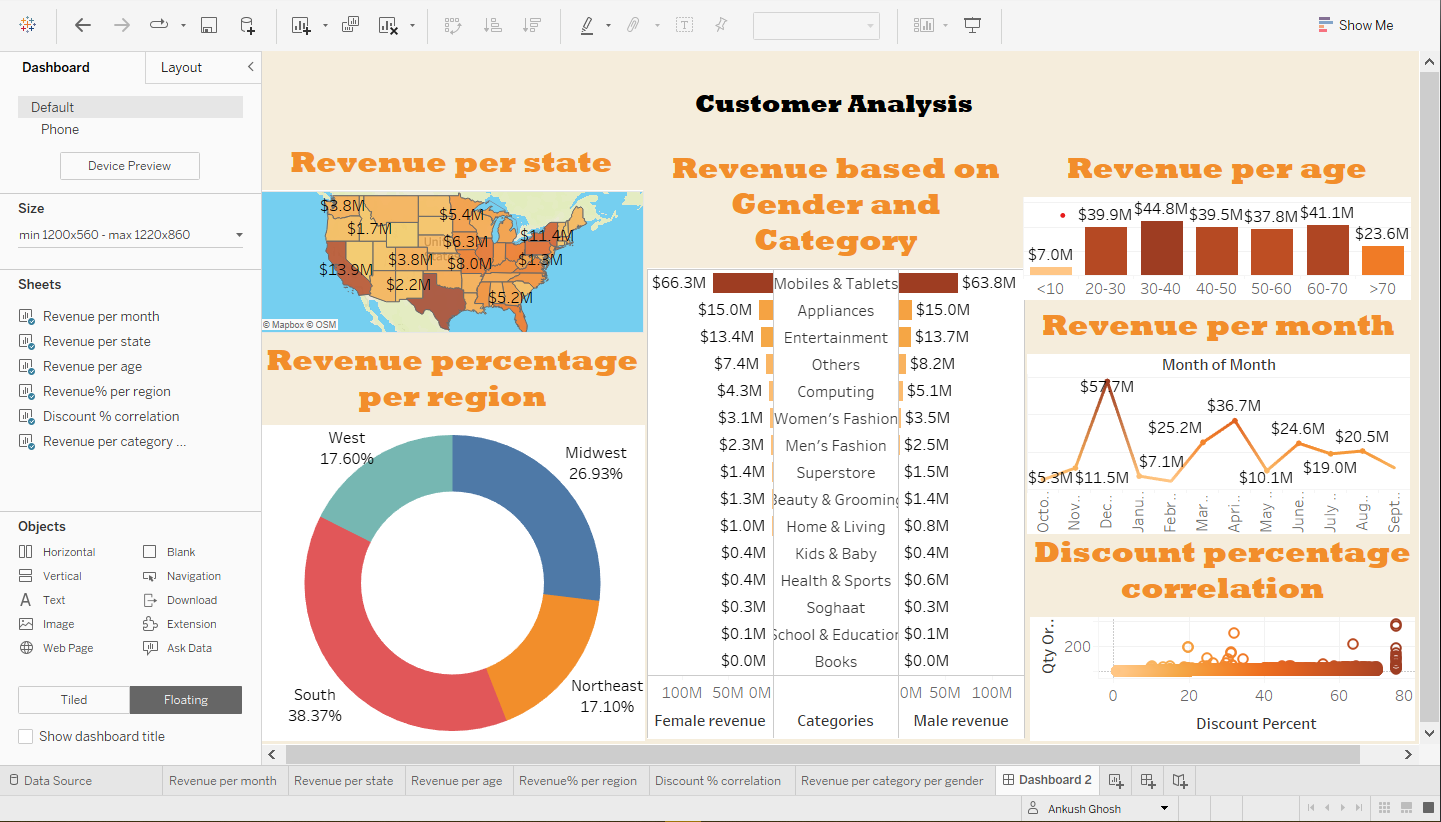 Show Me
Dashboard
Layout
Default
Phone
Device Preview
Size
min 1200x560 - max 1220x860
Sheets
Revenue per month
Revenue per state
Revenue per age
Revenue% per region
Discount % correlation
Revenue per category ...
Objects
Horizontal Blank
Vertical Navigation
Text Download
Image Extension
Web Page Ask Data
Tiled Floating
Show dashboard title
Customer Analysis
Revenue per state
$3.8M
$5.4M
$1.7M
$11.4M
$6.3M
$3.8M $8.0M $1.3M
$13.9M
$2.2M
$5.2M
© Mapbox © OSM
Revenue percentage
per region
West
17.60%
Midwest
26.93%
South
38.37%
Northeast
17.10%
Revenue based on
Gender and
Category
$66.3M Mobiles & Tablets $63.8M
$15.0M Appliances $15.0M
$13.4M Entertainment $13.7M
$7.4M Others $8.2M
$4.3M Computing $5.1M
$3.1M Women's Fashion $3.5M
$2.3M Men's Fashion $2.5M
$1.4M Superstore $1.5M
$1.3M Beauty & Grooming $1.4M
$1.0M Home & Living $0.8M
$0.4M Kids & Baby $0.4M
$0.4M Health & Sports $0.6M
$0.3M Soghaat $0.3M
$0.1M School & Education $0.1M
$0.0M Books $0.0M
100M 50M 0M 0M 50M 100M
Female revenue Categories Male revenue
Revenue per age
$7.0M $39.9M $44.8M $39.5M $37.8M $41.1M $23.6M
<10 20-30 30-40 40-50 50-60 60-70 >70
Revenue per month
Month of Month
$57.7M
$36.7M
$25.2M $24.6M $20.5M
$7.1M $19.0M
$5.3M $11.5M $10.1M
Octo.. Nov.. Dec.. Janu.. Febr.. Mar.. Apri.. May .. June.. July .. Aug.. Sept..
Discount percentage
correlation
Qty Or..
200
0 20 40 60 80
Discount Percent
Data Source Revenue per month Revenue per state Revenue per age Revenue% per region Discount % correlation Revenue per category per gender Dashboard 2
Ankush Ghosh